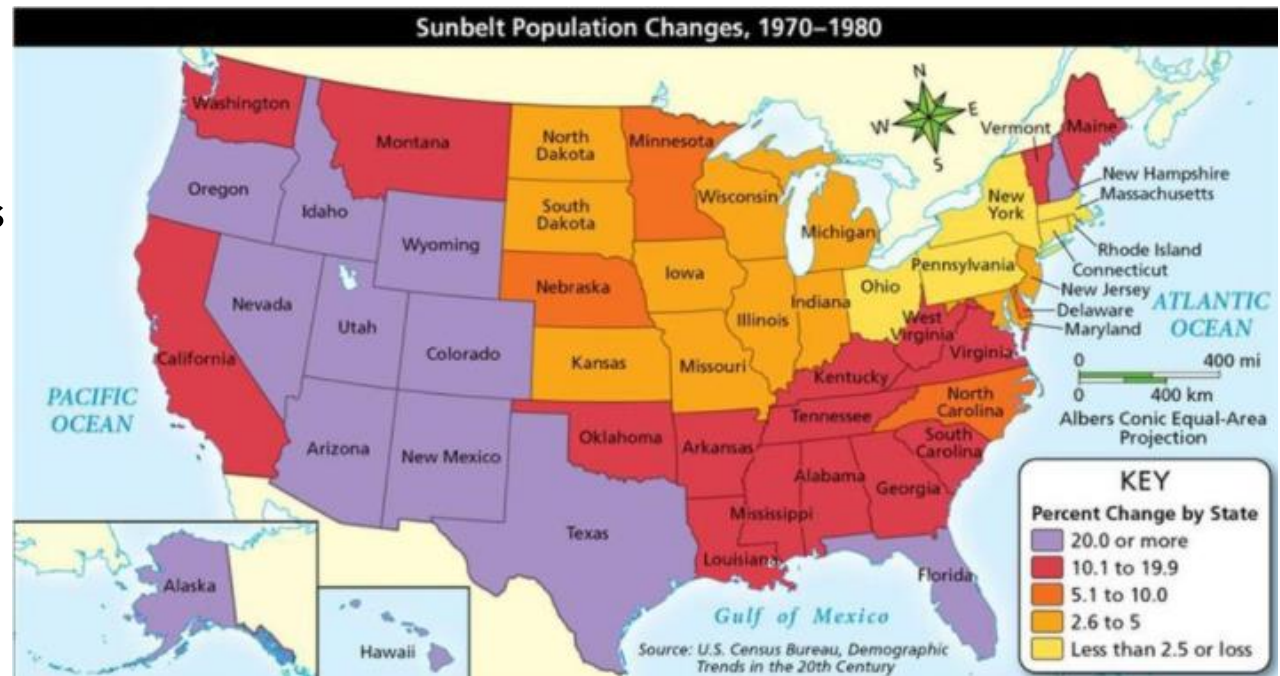 Sunbelt Population Changes, 1970–1980
s
N
W
E
S
Washington
Montana
North
Dakota
Minnesota
Vermont
Maine
Oregon
Idaho
Wyoming
South
Dakota
Wisconsin
Michigan
New
York
New Hampshire
Massachusetts
Rhode Island
Connecticut
New Jersey
Delaware
Maryland
Nevada
Utah
Colorado
Nebraska
Iowa
Illinois
Indiana
Ohio
Pennsylvania
West
Virginia
Virginia
California
Kansas
Missouri
Kentucky
North
Carolina
Tennessee
South
Carolina
Arizona
New Mexico
Oklahoma
Arkansas
Alabama
Georgia
Mississippi
Texas
Louisiana
Florida
Alaska
Hawaii
PACIFIC
OCEAN
ATLANTIC
OCEAN
Gulf of Mexico
0 400 mi
0 400 km
Albers Conic Equal-Area
Projection
KEY
Percent Change by State
20.0 or more
10.1 to 19.9
5.1 to 10.0
2.6 to 5
Less than 2.5 or loss
Source: U.S. Census Bureau, Demographic
Trends in the 20th Century